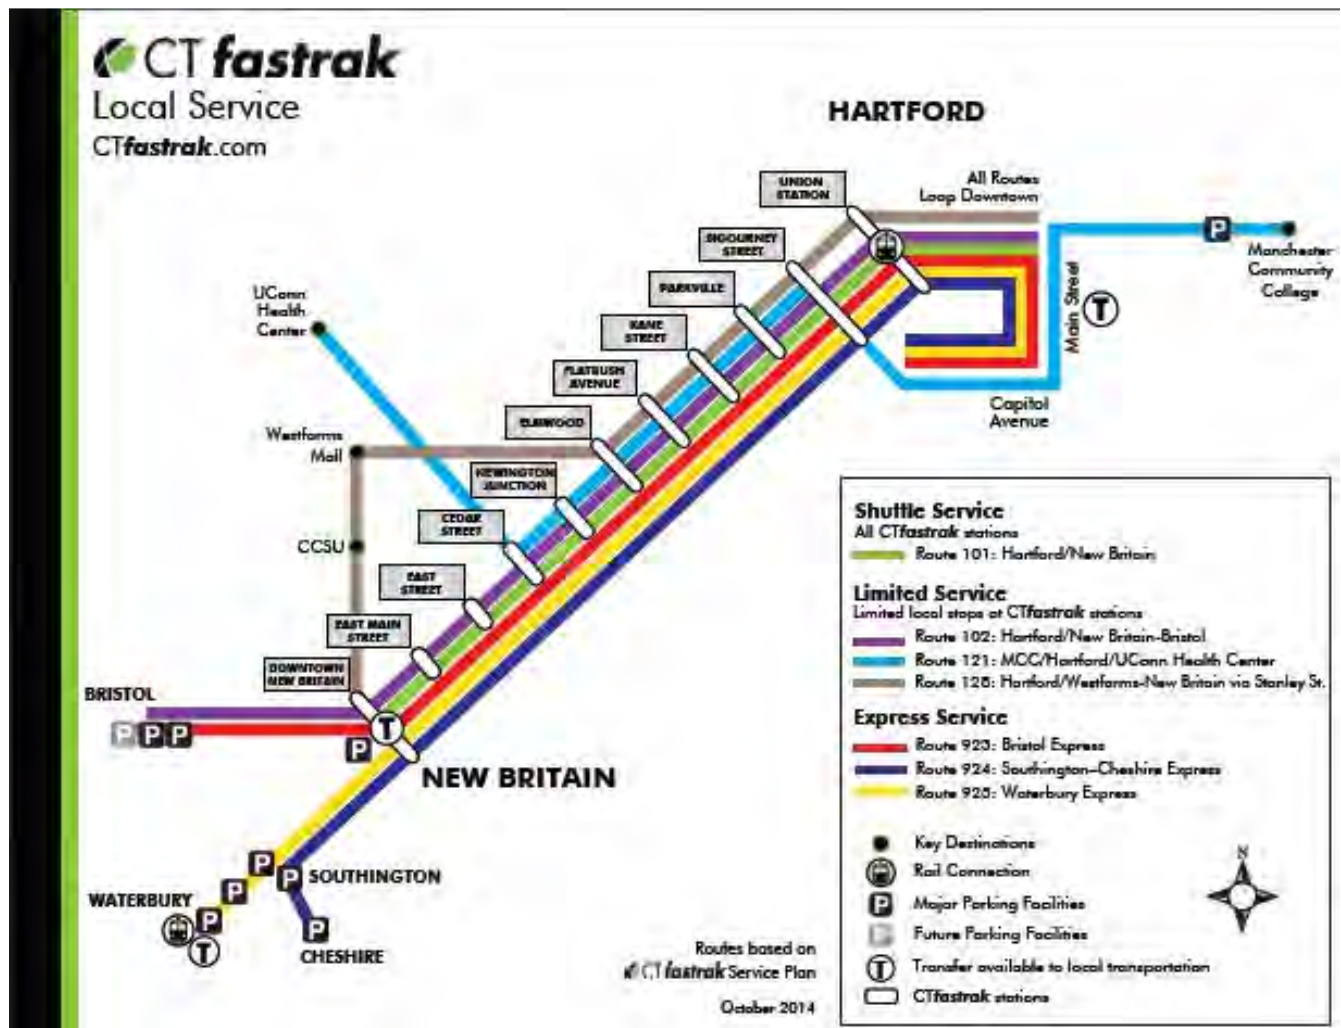 CTfastrak
Local Service
CTfastrak.com
HARTFORD
UNION
STATION
All Routes
Loop Downtown
SIGOURNEY
STREET
Manchester
Community
College
Main Street
T
P
PARKVILLE
UConn
Health
Center
KANE
STREET
FLATBUSH
AVENUE
Capitol
Avenue
ELMWOOD
Westfarms
Mall
NEWINGTON
JUNCTION
CEDAR
STREET
CCSU
EAST
STREET
EAST MAIN
STREET
DOWNTOWN
NEW BRITAIN
BRISTOL
P P P
P
T
NEW BRITAIN
P
P
P
P
SOUTHINGTON
WATERBURY
T
P
CHESHIRE
Routes based on
CTfastrak Service Plan
October 2014
Shuttle Service
All CTfastrak stations
Route 101: Hartford/New Britain
Limited Service
Limited local stops at CTfastrak stations
Route 102: Hartford/New Britain-Bristol
Route 121: MCC/Hartford/UConn Health Center
Route 128: Hartford/Westfarms-New Britain via Stanley St.
Express Service
Route 923: Bristol Express
Route 924: Southington-Cheshire Express
Route 925: Waterbury Express
Key Destinations
Rail Connection
P Major Parking Facilities
Future Parking Facilities
T Transfer available to local transportation
CTfastrak stations
N